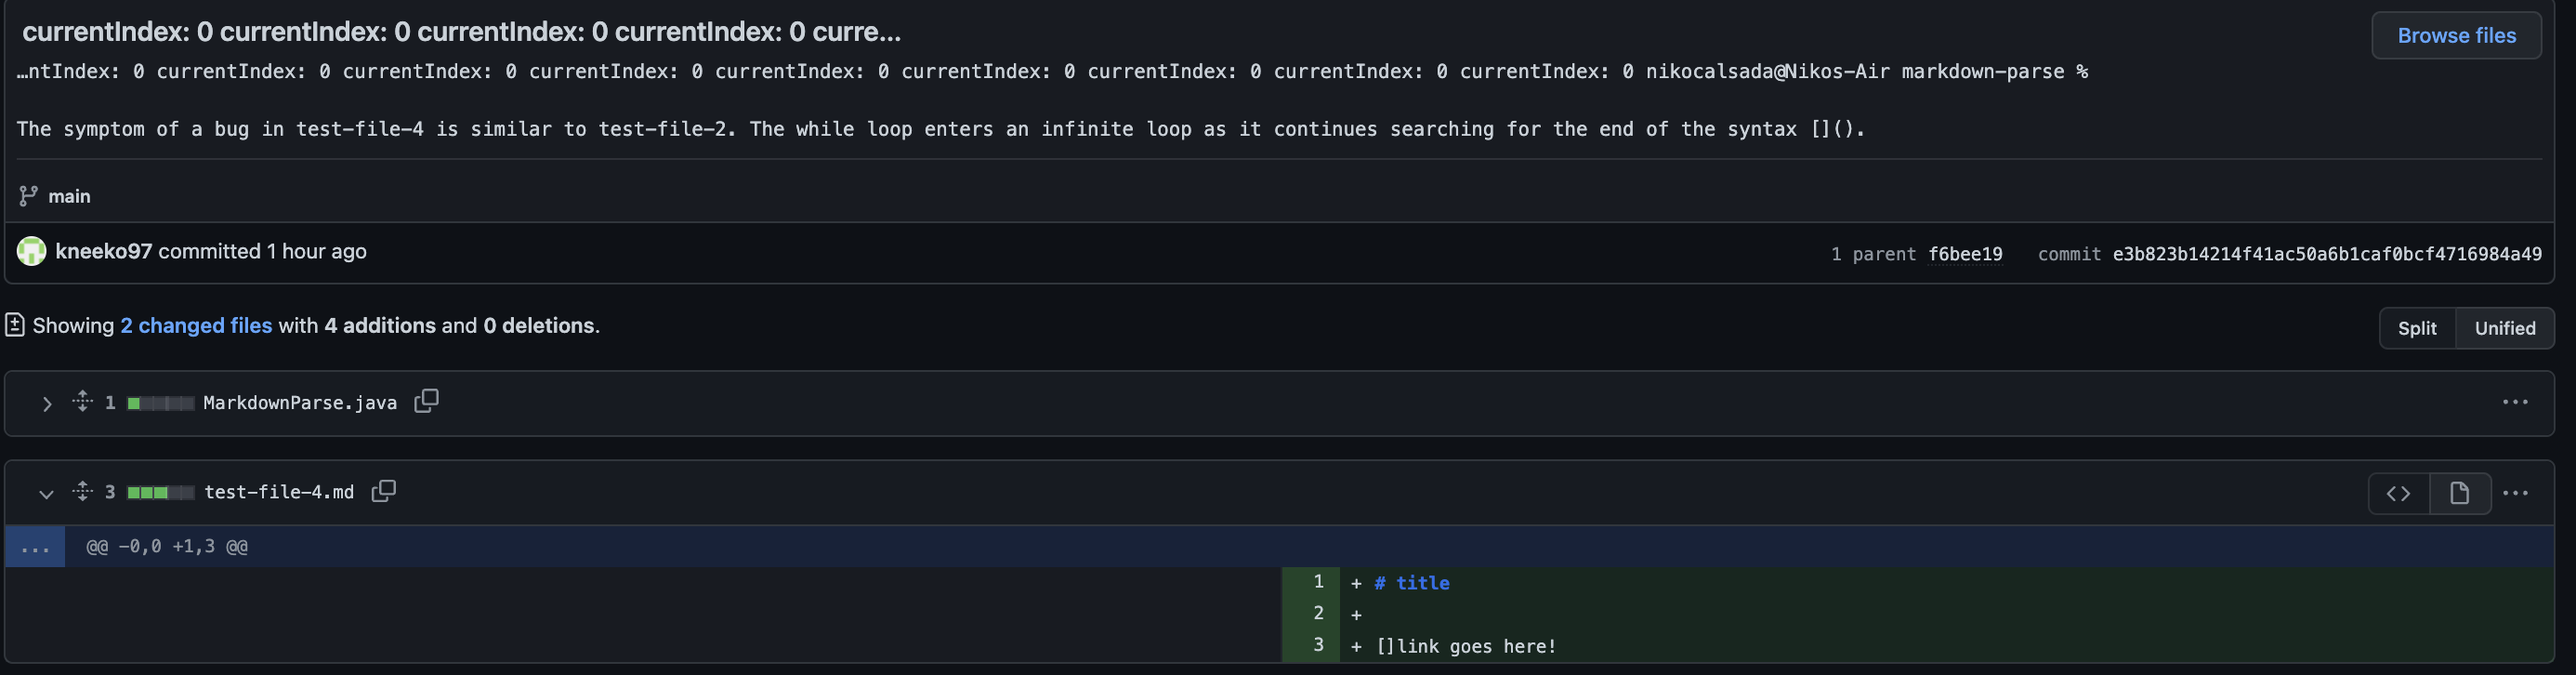 currentIndex: 0 currentIndex: 0 currentIndex: 0 currentIndex: 0 curre...
Browse files
…ntIndex: 0 currentIndex: 0 currentIndex: 0 currentIndex: 0 currentIndex: 0 currentIndex: 0 currentIndex: 0 currentIndex: 0 currentIndex: 0 nikocalsada@Nikos-Air markdown-parse %
The symptom of a bug in test-file-4 is similar to test-file-2. The while loop enters an infinite loop as it continues searching for the end of the syntax []().
main
kneeko97 committed 1 hour ago
1 parent f6bee19 commit e3b823b14214f41ac50a6b1caf0bcf4716984a49
Showing 2 changed files with 4 additions and 0 deletions.
Split Unified
1 MarkdownParse.java
3 test-file-4.md
... @@ -0,0 +1,3 @@
1 + # title
2 +
3 + []link goes here!